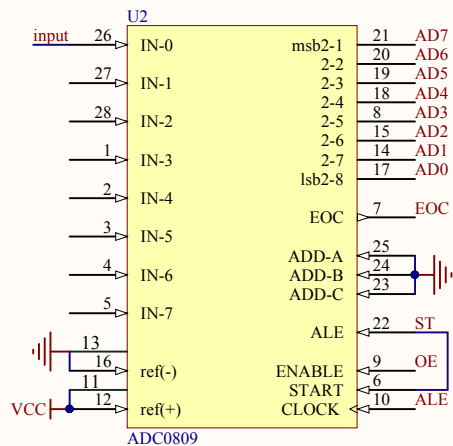 U2
input 26 IN-0 msb2-1 21 AD7
2-2 20 AD6
27 IN-1 2-3 19 AD5
2-4 18 AD4
28 IN-2 2-5 8 AD3
2-6 15 AD2
1 IN-3 2-7 14 AD1
lsb2-8 17 AD0
2 IN-4
EOC 7 EOC
3 IN-5
ADD-A 25
4 IN-6 ADD-B 24
ADD-C 23
5 IN-7
ALE 22 ST
13
16 ref(-) ENABLE 9 OE
11 START 6
VCC 12 ref(+) CLOCK 10 ALE
ADC0809